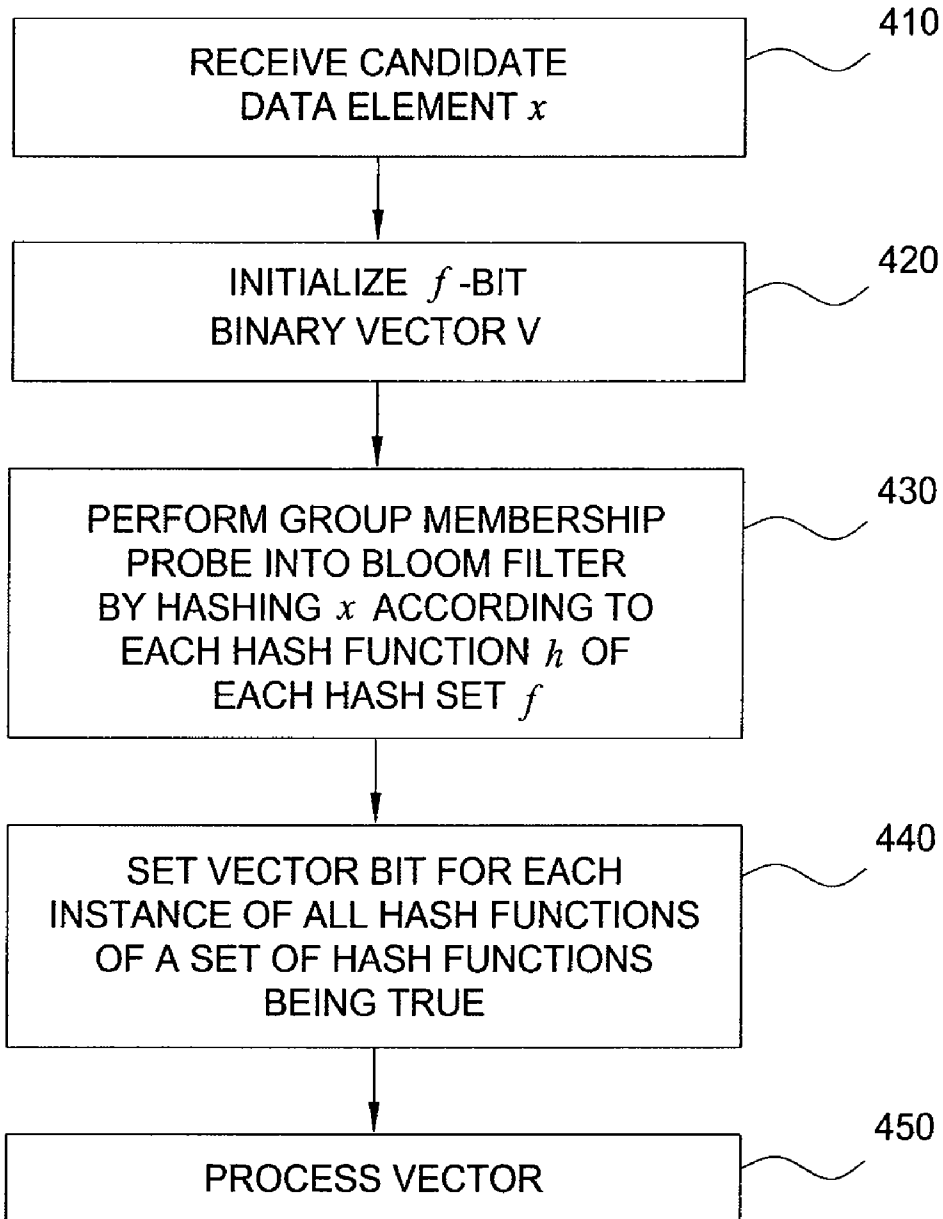 410
RECEIVE CANDIDATE
DATA ELEMENT x
420
INITIALIZE f -BIT
BINARY VECTOR V
430
PERFORM GROUP MEMBERSHIP
PROBE INTO BLOOM FILTER
BY HASHING x ACCORDING TO
EACH HASH FUNCTION h OF
EACH HASH SET f
440
SET VECTOR BIT FOR EACH
INSTANCE OF ALL HASH FUNCTIONS
OF A SET OF HASH FUNCTIONS
BEING TRUE
450
PROCESS VECTOR